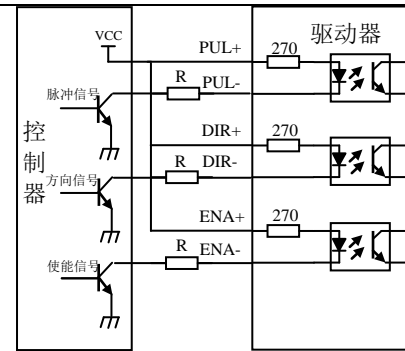 VCC
驱动器
PUL+
270
R
PUL-
脉冲信号
控制器
DIR+
270
R
DIR-
方向信号
ENA+
270
R
ENA-
使能信号